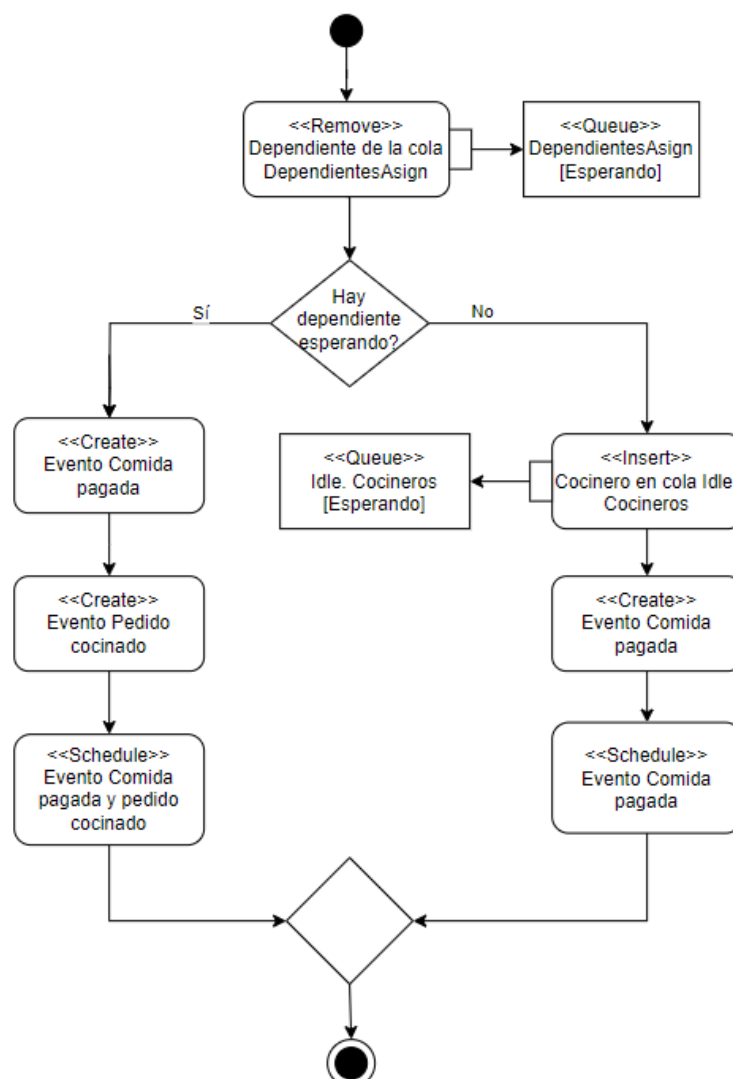 <<Remove>>
Dependiente de la cola
DependientesAsign
<<Queue>>
DependientesAsign
[Esperando]
Hay
dependiente
esperando?
Sí
No
<<Create>>
Evento Comida
pagada
<<Queue>>
Idle. Cocineros
[Esperando]
<<Insert>>
Cocinero en cola Idle
Cocineros
<<Create>>
Evento Pedido
cocinado
<<Create>>
Evento Comida
pagada
<<Schedule>>
Evento Comida
pagada y pedido
cocinado
<<Schedule>>
Evento Comida
pagada